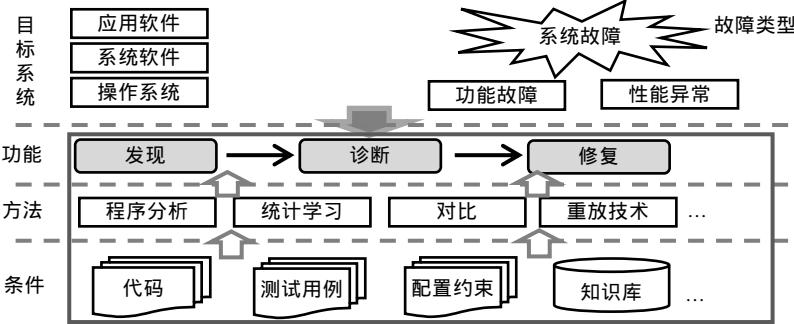 目标系统
应用软件
系统软件
操作系统
系统故障
故障类型
功能故障
性能异常
功能
发现
诊断
修复
方法
程序分析
统计学习
对比
重放技术
…
条件
代码
测试用例
配置约束
知识库
…